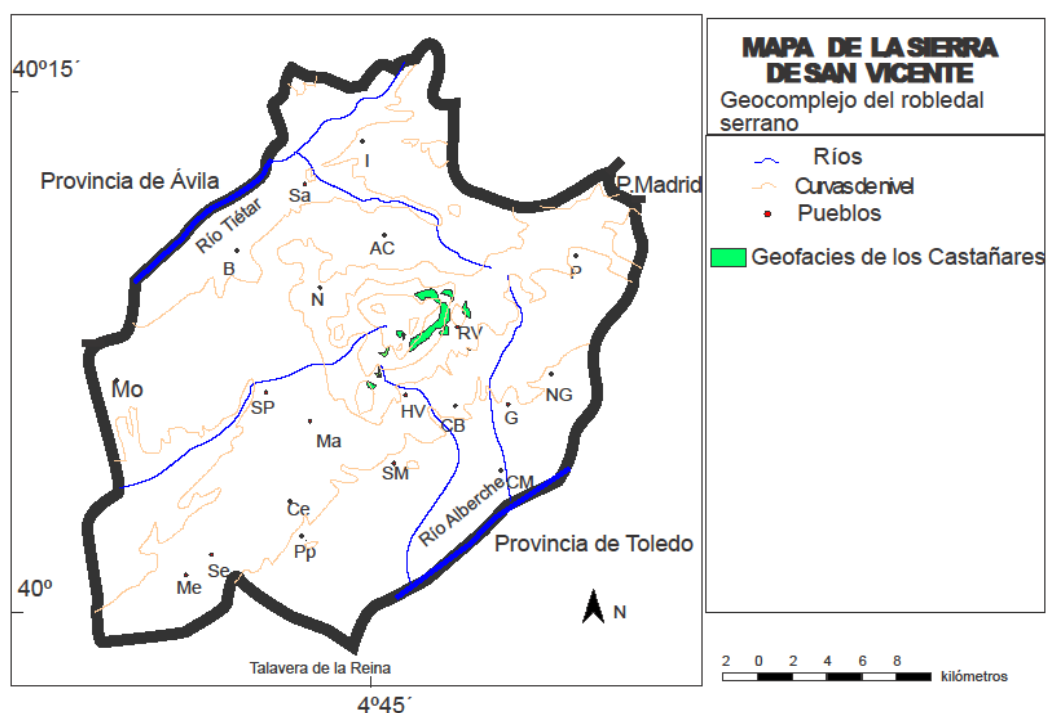 40º15´
Provincia de Ávila
Río Tiétar
I
Sa
AC
B
N
P.Madrid
P
RV
Mo
SP
HV
CB
G
NG
Ma
SM
CM
Ce
Pp
Río Alberche
Provincia de Toledo
Se
Me
40º
N
Talavera de la Reina
4º45´
MAPA DE LA SIERRA
DE SAN VICENTE
Geocomplejo del robledal
serrano
Ríos
Curvas de nivel
Pueblos
Geofacies de los Castañares
2 0 2 4 6 8
kilómetros